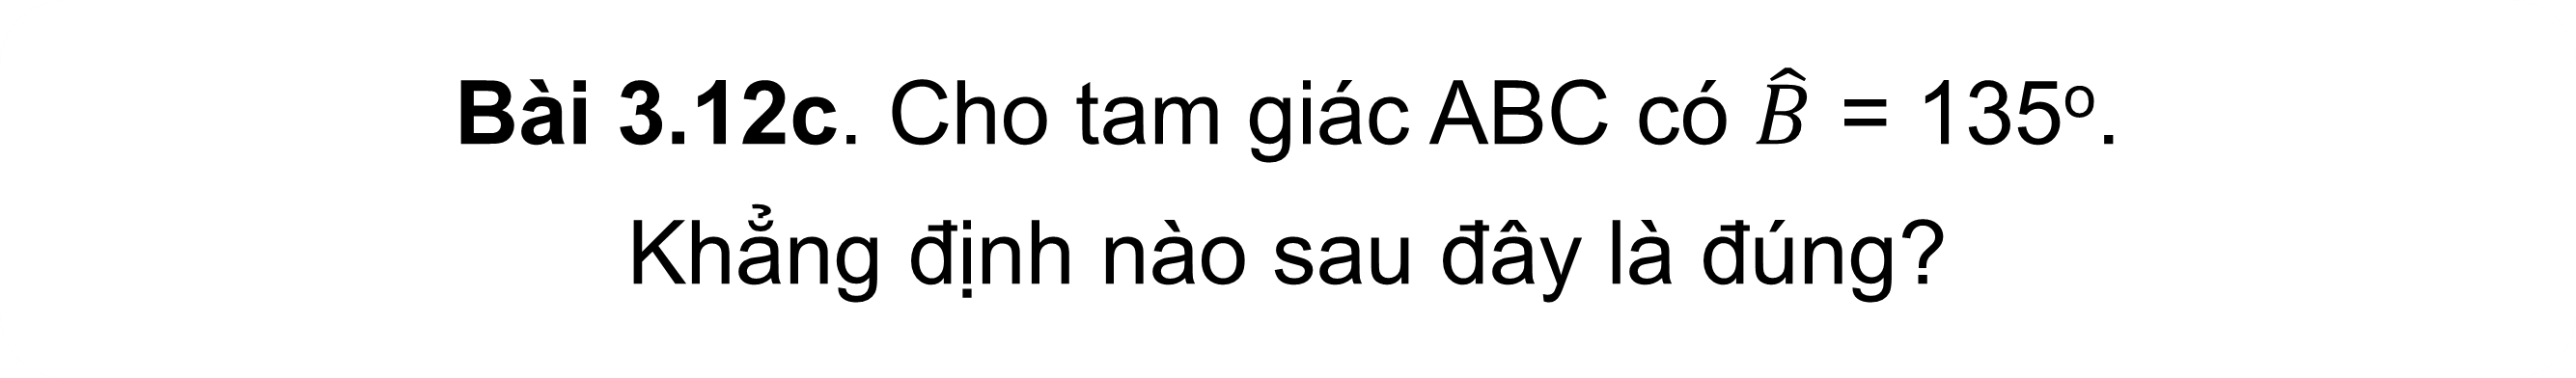 Bài 3.12c. Cho tam giác ABC có B̂ = 135º.
Khẳng định nào sau đây là đúng?